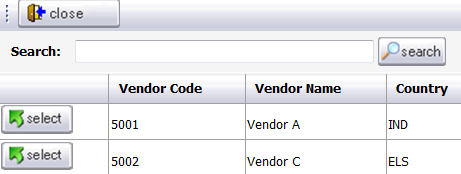 close
Search: search
Vendor Code Vendor Name Country
select 5001 Vendor A IND
select 5002 Vendor C ELS